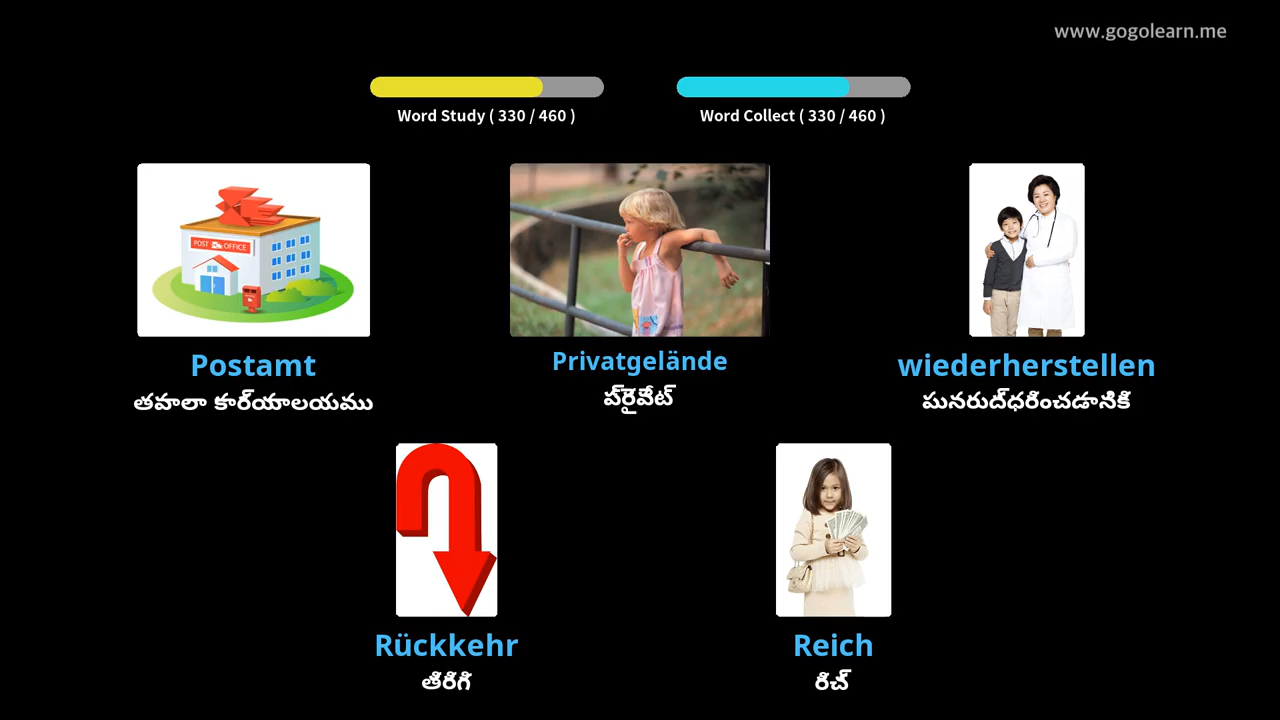 www.gogolearn.me
Word Study ( 330 / 460 )
Word Collect ( 330 / 460 )
POST OFFICE
Postamt
తపాలా కార్యాలయము
Privatgelände
ప్రైవేట్
wiederherstellen
పునరుద్ధరించడానికి
Rückkehr
తిరిగి
Reich
రిచ్